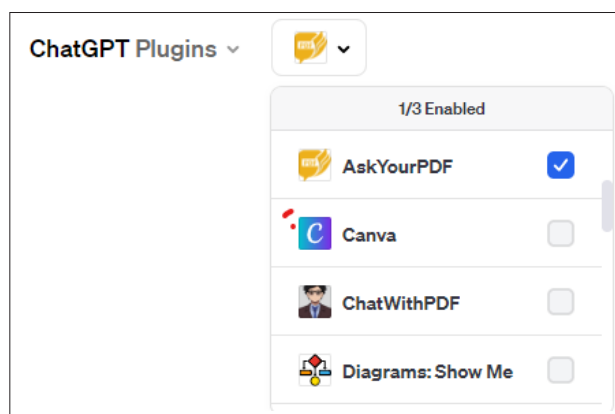 ChatGPT Plugins
1/3 Enabled
AskYourPDF
C Canva
ChatWithPDF
Diagrams: Show Me